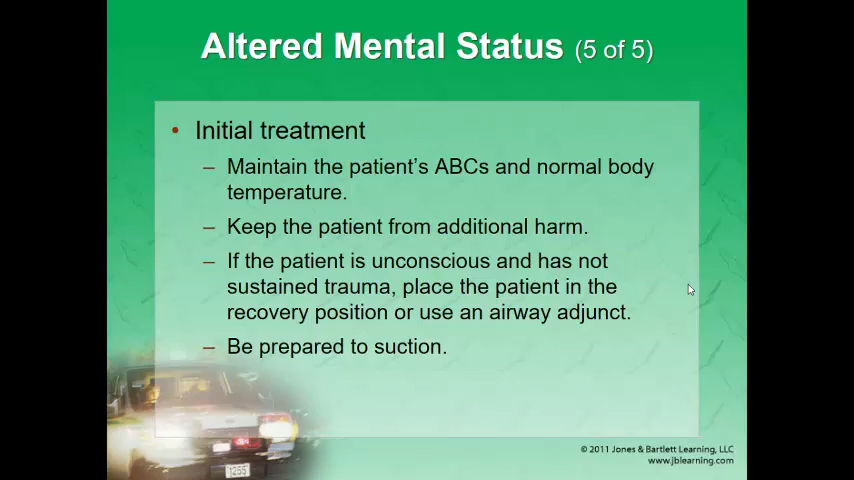 Altered Mental Status (5 of 5)
• Initial treatment
– Maintain the patient's ABCs and normal body
temperature.
– Keep the patient from additional harm.
– If the patient is unconscious and has not
sustained trauma, place the patient in the
recovery position or use an airway adjunct.
– Be prepared to suction.
1255
© 2011 Jones & Bartlett Learning, LLC
www.jblearning.com